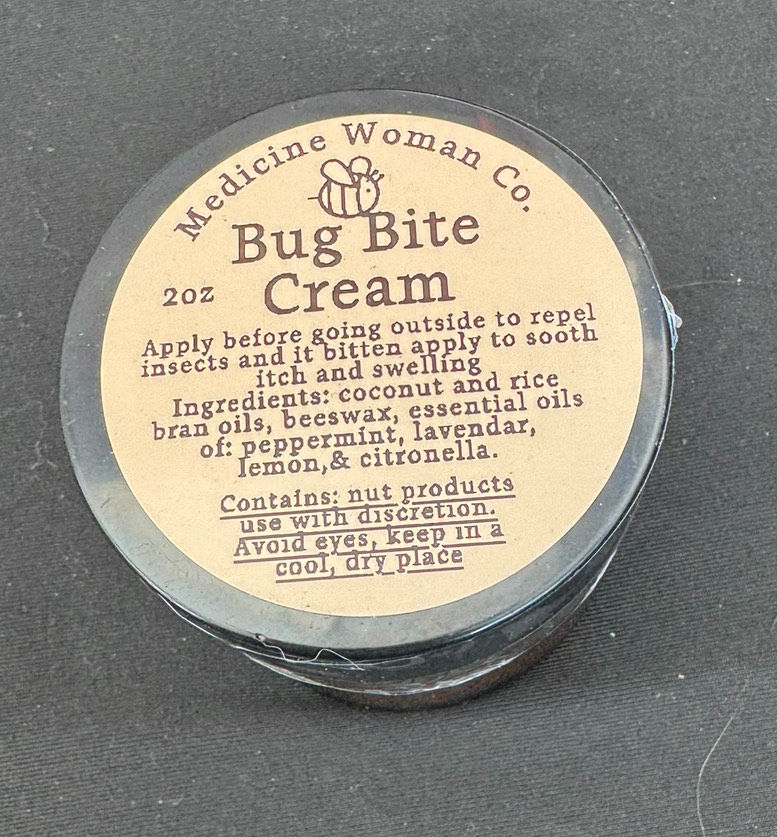 Medicine Woman Co.
Bug Bite
2oz Cream
Apply before going outside to repel
insects and it bitten apply to sooth
itch and swelling
Ingredients: coconut and rice
bran oils, beeswax, essential oils
of: peppermint, lavendar,
lemon,& citronella.
Contains: nut products
use with discretion.
Avoid eyes, keep in a
cool, dry place